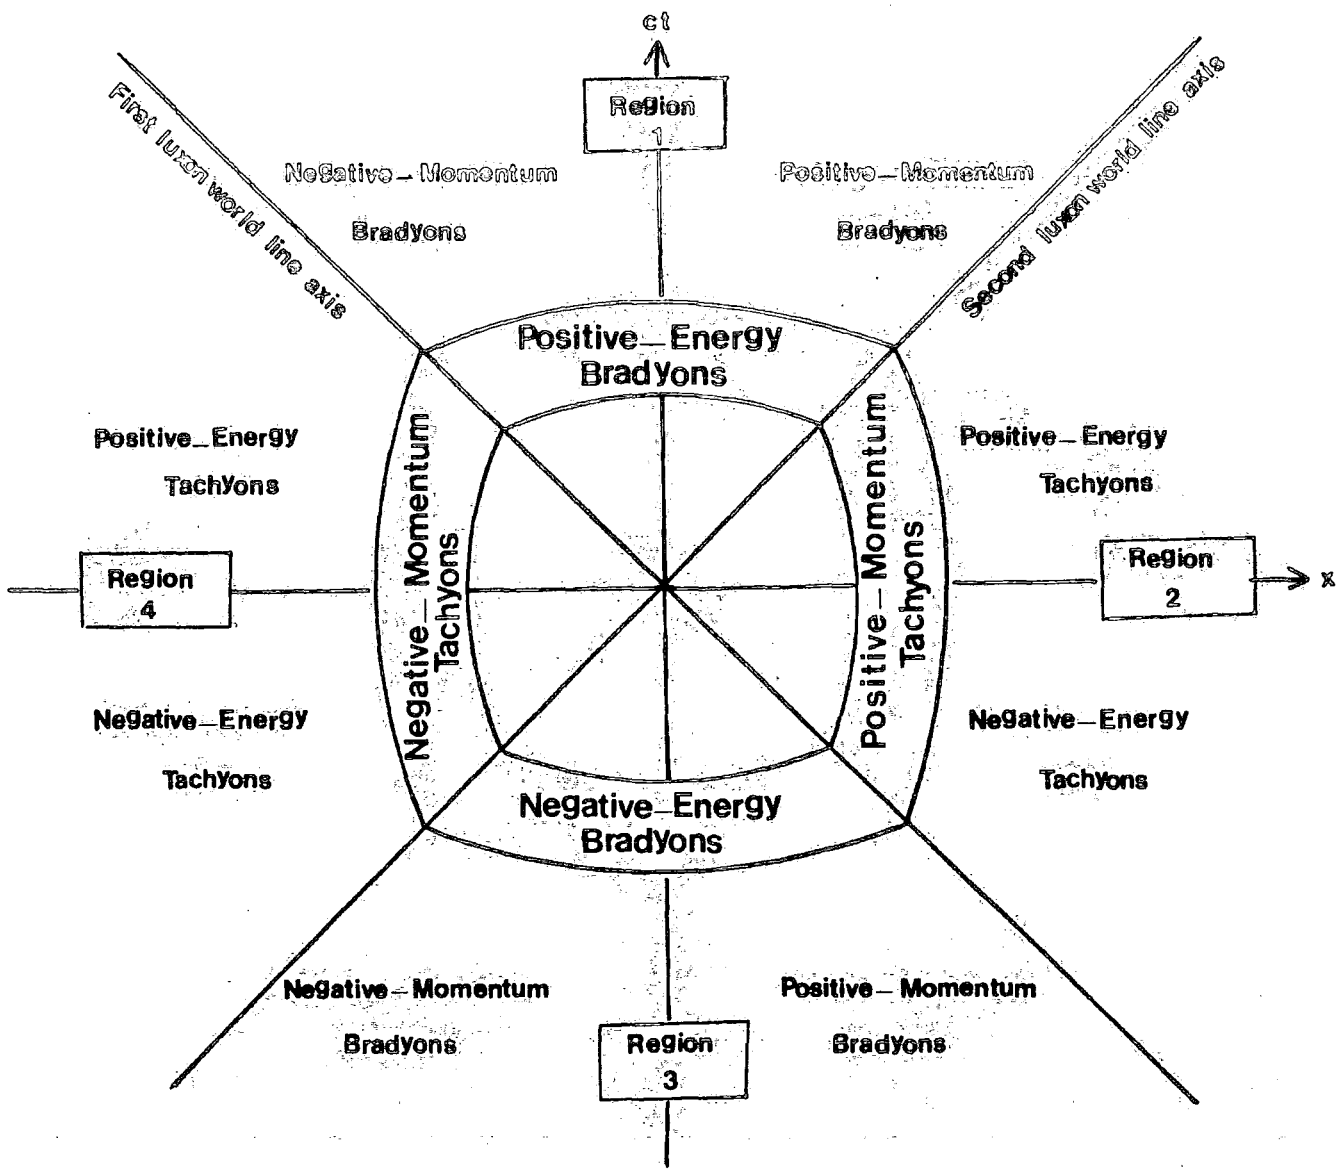 ct
Region
1
First luxon world line axis
Second luxon world line axis
Negative-Momentum
Bradyons
Positive-Momentum
Bradyons
Positive-Energy
Bradyons
Positive-Energy
Tachyons
Negative-Momentum
Tachyons
Positive-Momentum
Tachyons
Positive-Energy
Tachyons
Region
4
Region
2
x
Negative-Energy
Tachyons
Negative-Energy
Tachyons
Negative-Energy
Bradyons
Negative-Momentum
Bradyons
Positive-Momentum
Bradyons
Region
3